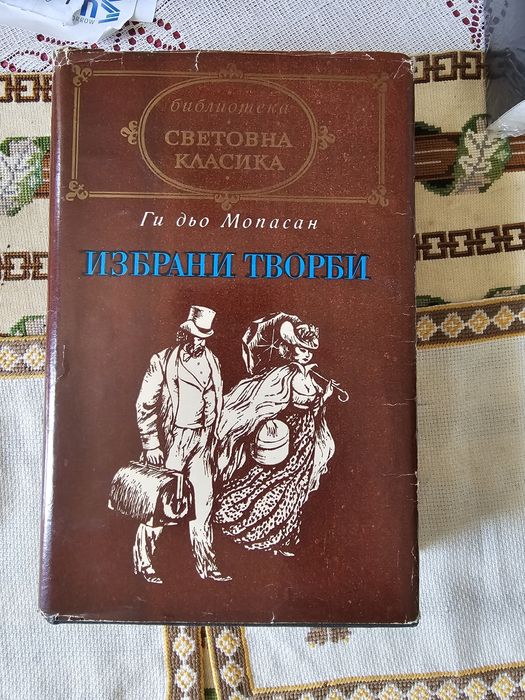 библиотека
СВЕТОВНА
КЛАСИКА
Ги дьо Мопасан
ИЗБРАНИ ТВОРБИ